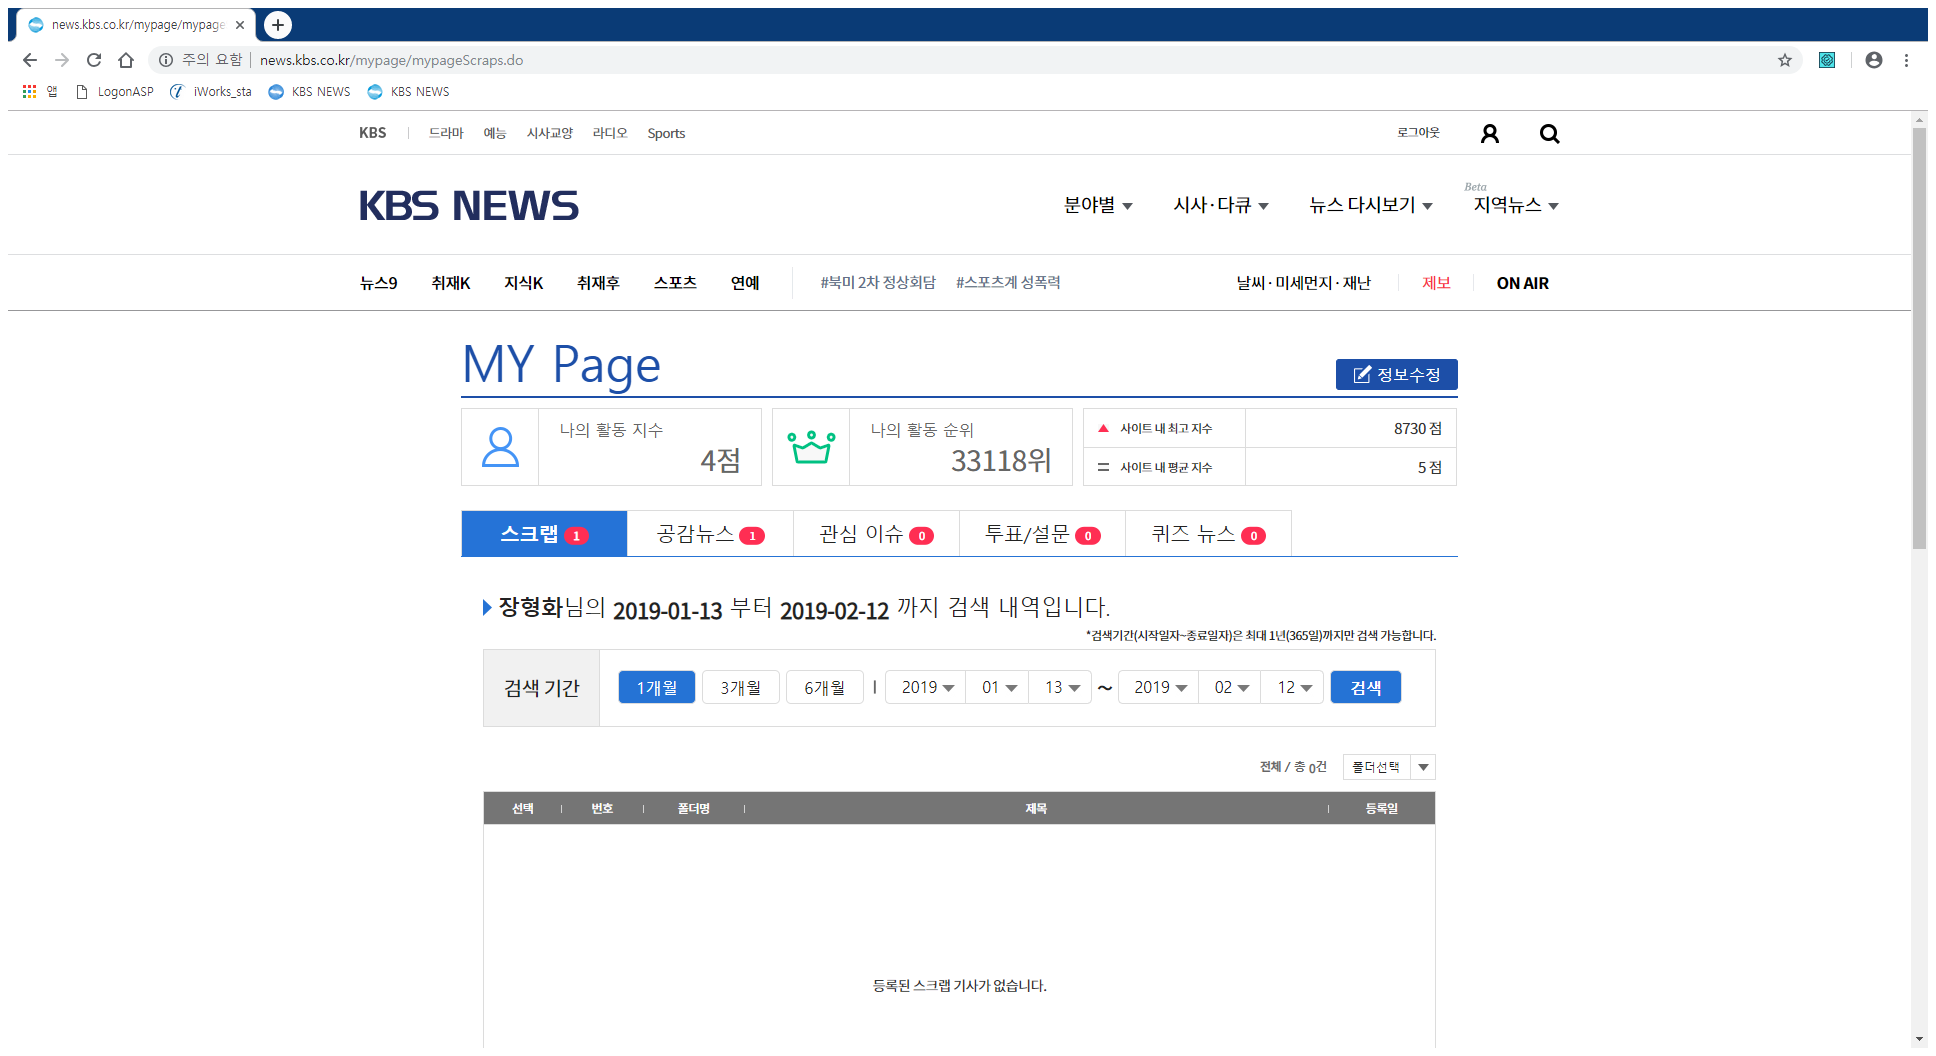 news.kbs.co.kr/mypage/mypage
주의 요함 | news.kbs.co.kr/mypage/mypageScraps.do
앱 LogonASP iWorks_sta KBS NEWS KBS NEWS
KBS 드라마 예능 시사교양 라디오 Sports 로그아웃
Beta
KBS NEWS 분야별 시사·다큐 뉴스 다시보기 지역뉴스
뉴스9 취재K 지식K 취재후 스포츠 연예 #북미 2차 정상회담 #스포츠계 성폭력 날씨·미세먼지·재난 제보 ON AIR
MY Page 정보수정
나의 활동 지수 4점
나의 활동 순위 33118위
사이트 내 최고 지수 8730 점
사이트 내 평균 지수 5 점
스크랩 1 공감뉴스 1 관심 이슈 0 투표/설문 0 퀴즈 뉴스 0
장형화님의 2019-01-13 부터 2019-02-12 까지 검색 내역입니다.
*검색기간(시작일자~종료일자)은 최대 1년(365일)까지만 검색 가능합니다.
검색 기간 1개월 3개월 6개월 | 2019 01 13 ~ 2019 02 12 검색
전체 / 총 0건 폴더선택
선택 번호 폴더명 제목 등록일
등록된 스크랩 기사가 없습니다.